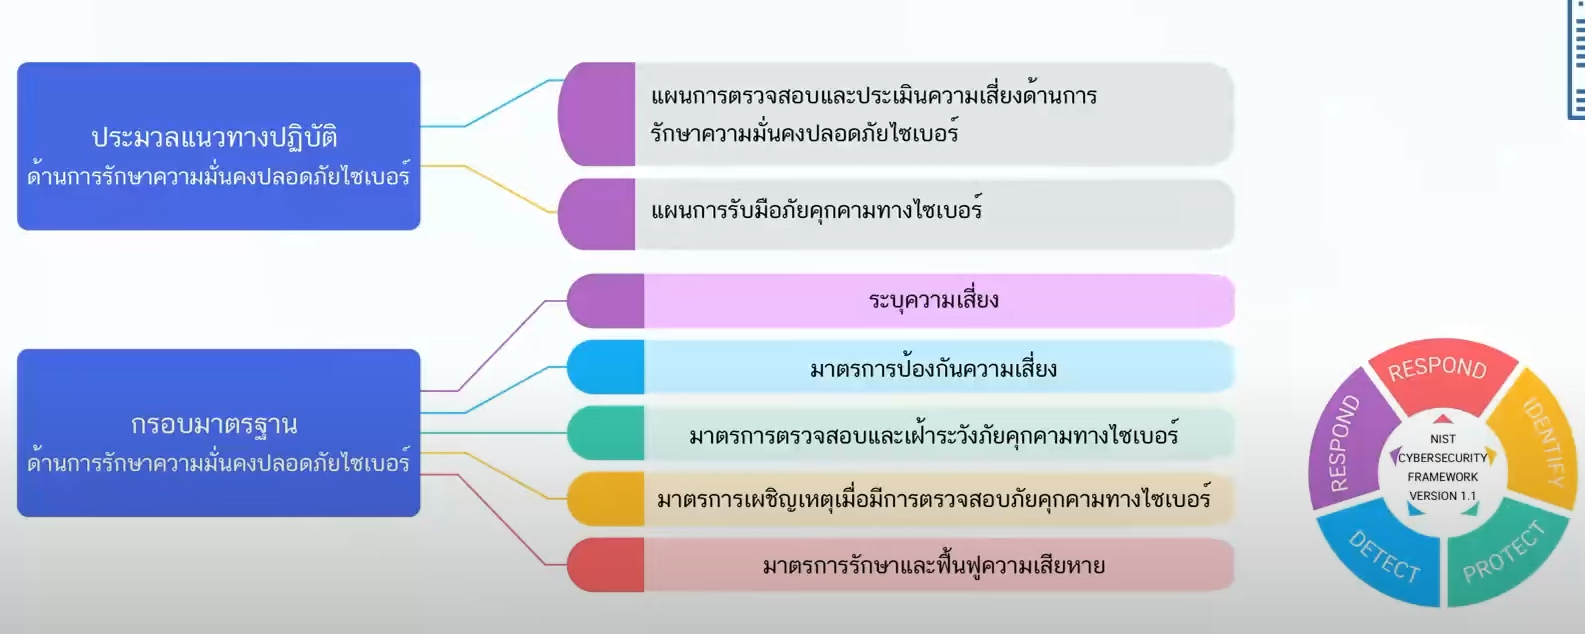 ประมวลแนวทางปฏิบัติ
ด้านการรักษาความมั่นคงปลอดภัยไซเบอร์
แผนการตรวจสอบและประเมินความเสี่ยงด้านการ
รักษาความมั่นคงปลอดภัยไซเบอร์
แผนการรับมือภัยคุกคามทางไซเบอร์
กรอบมาตรฐาน
ด้านการรักษาความมั่นคงปลอดภัยไซเบอร์
ระบุความเสี่ยง
มาตรการป้องกันความเสี่ยง
มาตรการตรวจสอบและเฝ้าระวังภัยคุกคามทางไซเบอร์
มาตรการเผชิญเหตุเมื่อมีการตรวจสอบภัยคุกคามทางไซเบอร์
มาตรการรักษาและฟื้นฟูความเสียหาย
RESPOND
IDENTIFY
PROTECT
DETECT
RESPOND
NIST
CYBERSECURITY
FRAMEWORK
VERSION 1.1